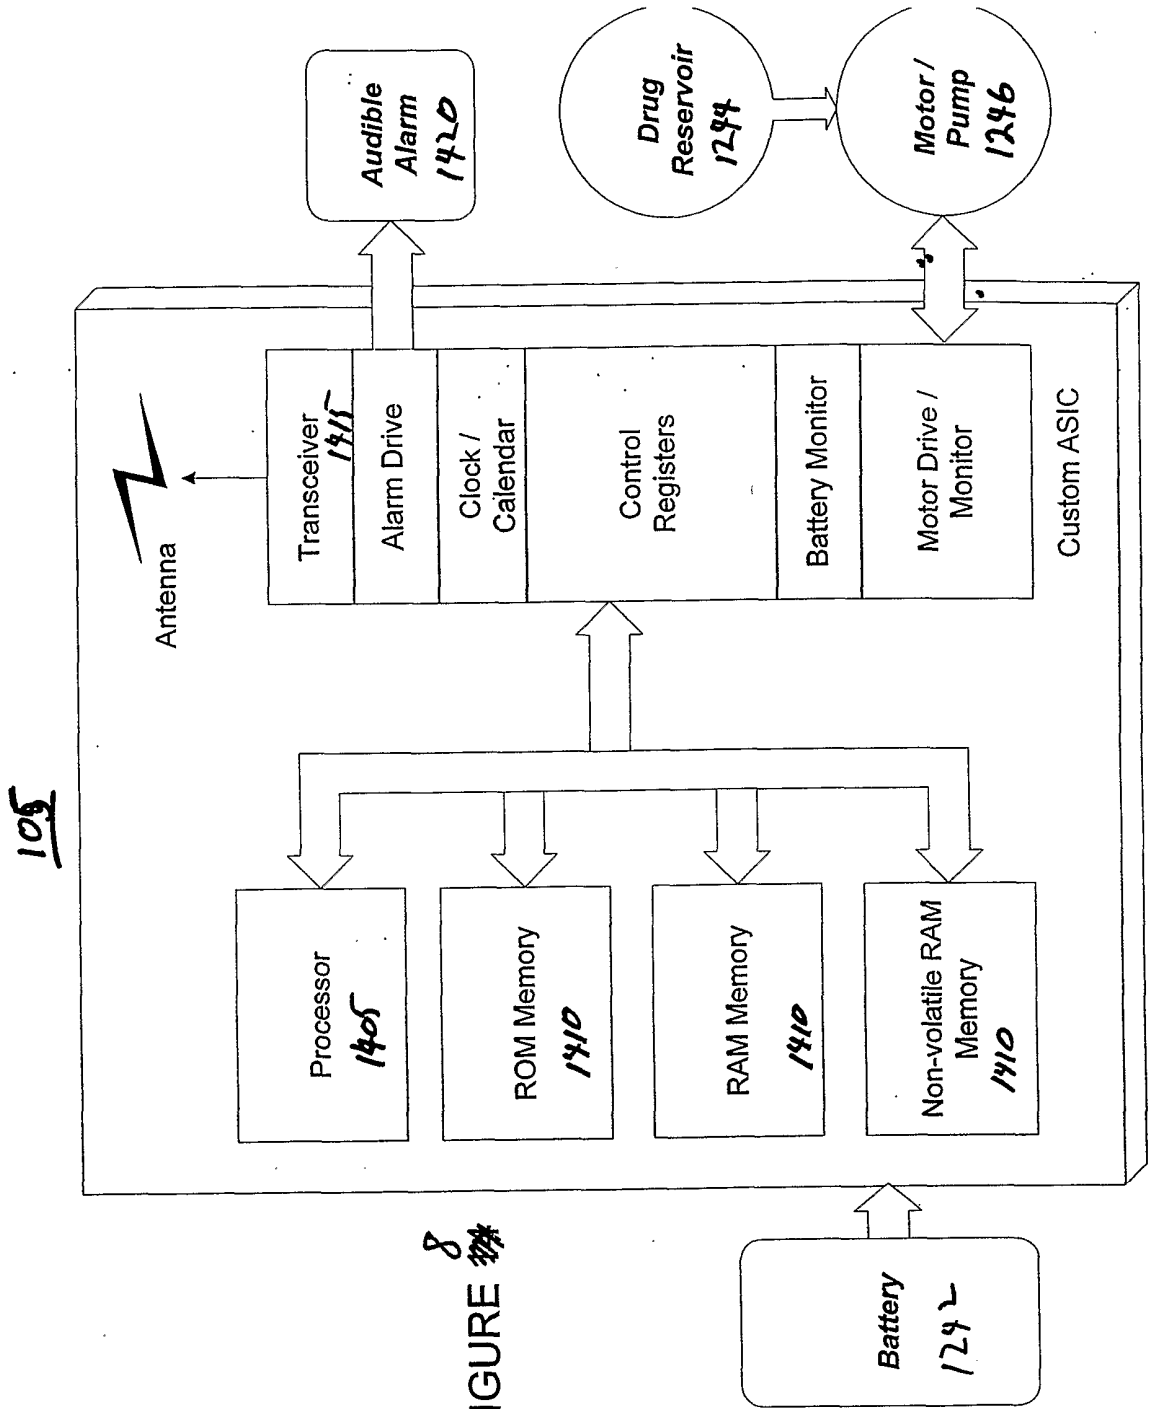 105
Antenna
Transceiver
1415
Alarm Drive
Clock /
Calendar
Control
Registers
Battery Monitor
Motor Drive /
Monitor
Custom ASIC
Audible
Alarm
1420
Drug
Reservoir
1244
Motor /
Pump
1246
Processor
1405
ROM Memory
1410
RAM Memory
1410
Non-volatile RAM
Memory
1410
Battery
1242
IGURE
8